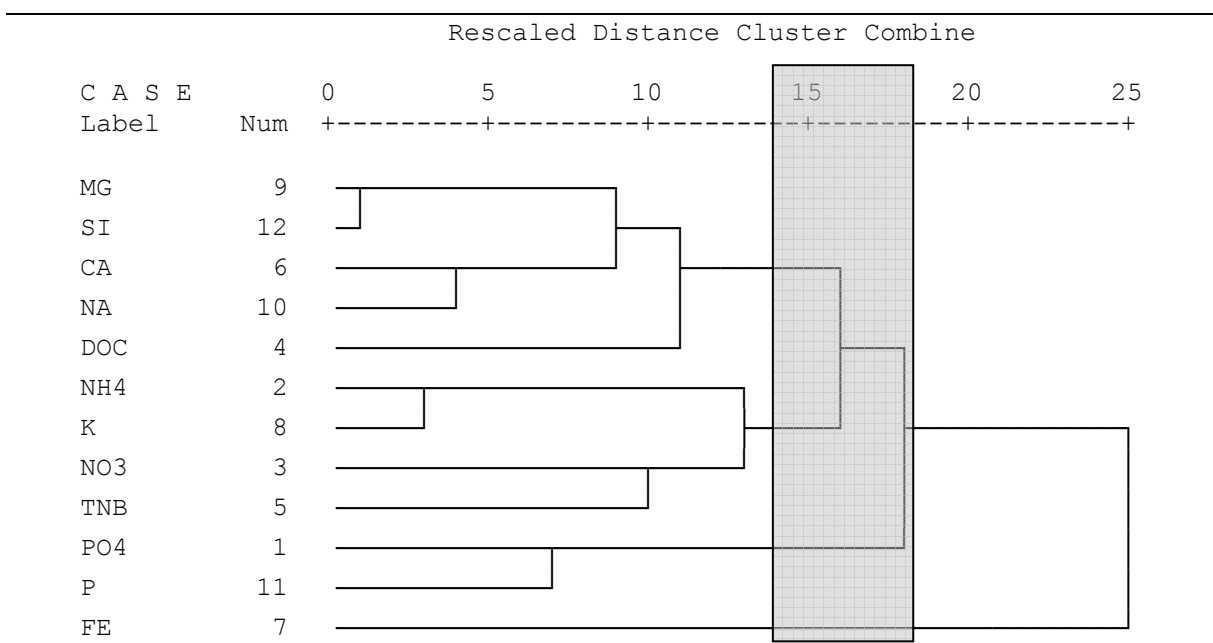 Rescaled Distance Cluster Combine
C A S E 0 5 10 15 20 25
Label Num +---------+---------+---------+---------+---------+
MG 9
SI 12
CA 6
NA 10
DOC 4
NH4 2
K 8
NO3 3
TNB 5
PO4 1
P 11
FE 7